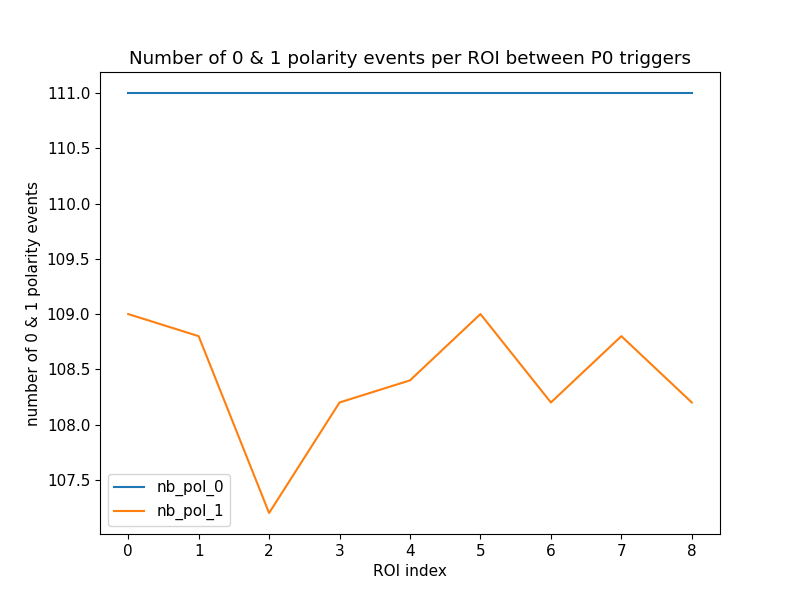 Number of 0 & 1 polarity events per ROI between P0 triggers
number of 0 & 1 polarity events
111.0
110.5
110.0
109.5
109.0
108.5
108.0
107.5
nb_pol_0
nb_pol_1
0 1 2 3 4 5 6 7 8
ROI index